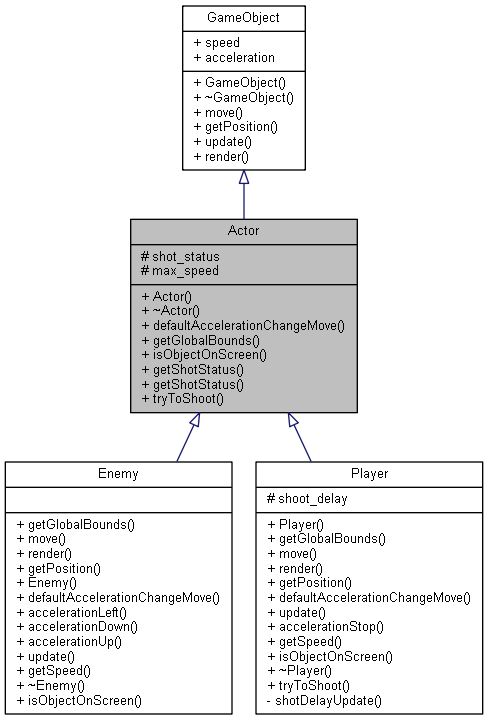 GameObject
+ speed
+ acceleration
+ GameObject()
+ ~GameObject()
+ move()
+ getPosition()
+ update()
+ render()
Actor
# shot_status
# max_speed
+ Actor()
+ ~Actor()
+ defaultAccelerationChangeMove()
+ getGlobalBounds()
+ isObjectOnScreen()
+ getShotStatus()
+ getShotStatus()
+ tryToShoot()
Enemy
+ getGlobalBounds()
+ move()
+ render()
+ getPosition()
+ Enemy()
+ defaultAccelerationChangeMove()
+ accelerationLeft()
+ accelerationDown()
+ accelerationUp()
+ update()
+ getSpeed()
+ ~Enemy()
+ isObjectOnScreen()
Player
# shoot_delay
+ Player()
+ getGlobalBounds()
+ move()
+ render()
+ getPosition()
+ defaultAccelerationChangeMove()
+ update()
+ accelerationStop()
+ getSpeed()
+ isObjectOnScreen()
+ ~Player()
+ tryToShoot()
- shotDelayUpdate()